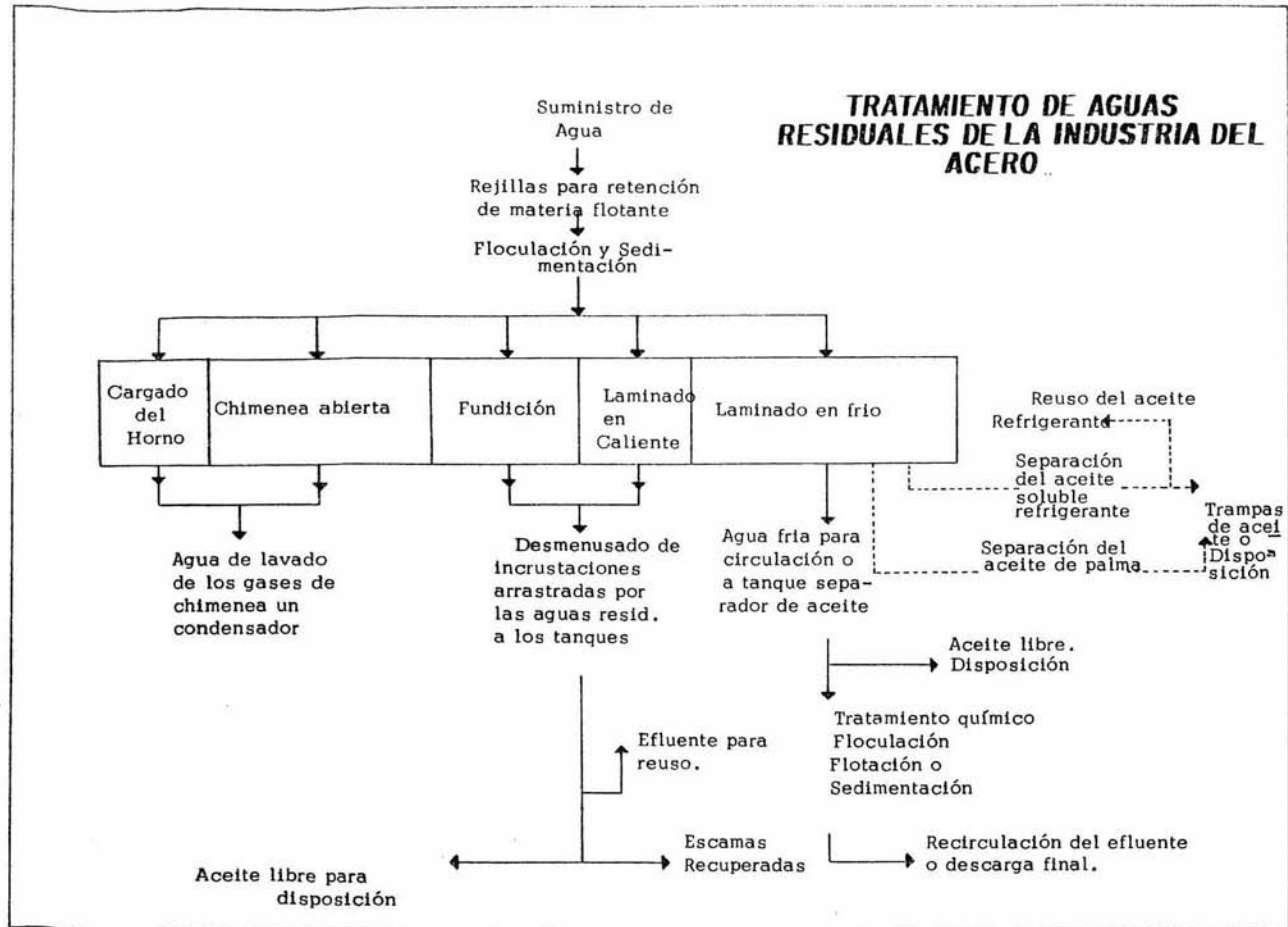 TRATAMIENTO DE AGUAS
RESIDUALES DE LA INDUSTRIA DEL
ACERO
Suministro de
Agua
Rejillas para retención
de materia flotante
Floculación y Sedi-
mentación
Cargado
del
Horno
Chimenea abierta
Fundición
Laminado
en
Caliente
Laminado en frio
Reuso del aceite
Refrigerante
Separación
del aceite
soluble
refrigerante
Separación del
aceite de palma
Trampas
de acei
te o
Dispo
sición
Agua de lavado
de los gases de
chimenea un
condensador
Desmenusado de
incrustaciones
arrastradas por
las aguas resid.
a los tanques
Agua fria para
circulación o
a tanque sepa-
rador de aceite
Aceite libre.
Disposición
Tratamiento químico
Floculación
Flotación o
Sedimentación
Efluente para
reuso.
Escamas
Recuperadas
Recirculación del efluente
o descarga final.
Aceite libre para
disposición